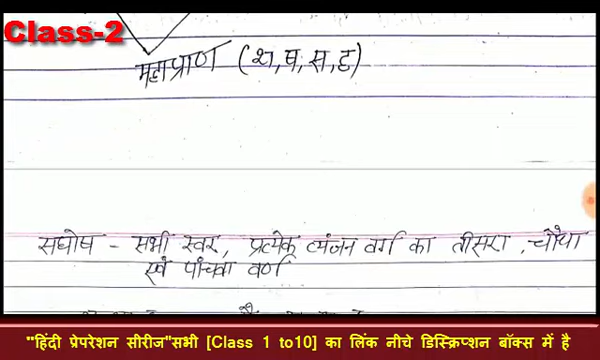 Class-2
महाप्राण (श,ष,स,ह)
सघोष - सभी स्वर, प्रत्येक व्यंजन वर्ग का तीसरा, चौथा
एवं पांचवा वर्ण
"हिंदी प्रेपरेशन सीरीज"सभी [Class 1 to10] का लिंक नीचे डिस्क्रिप्शन बॉक्स में है